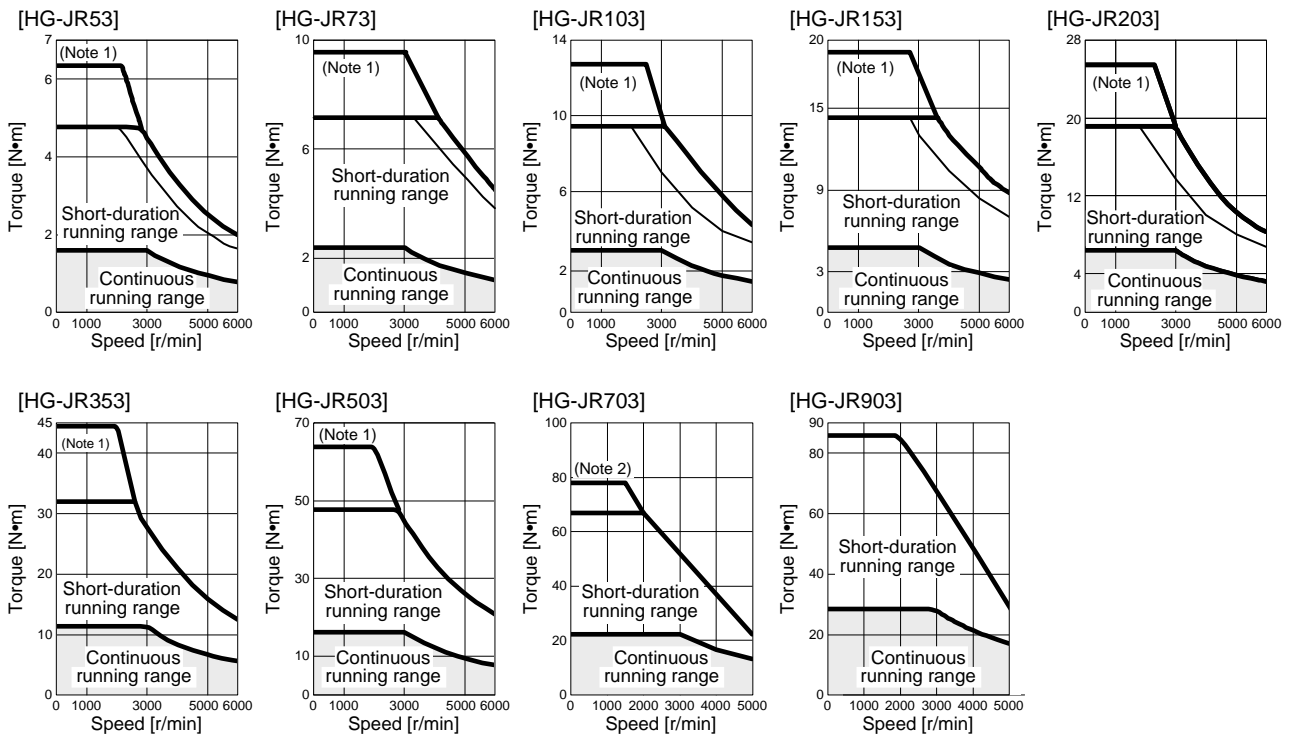 [HG-JR53]
7
6
4
2
0
(Note 1)
Short-duration
running range
Continuous
running range
Torque [N•m]
0 1000 3000 5000 6000
Speed [r/min]
[HG-JR73]
10
6
2
0
(Note 1)
Short-duration
running range
Continuous
running range
Torque [N•m]
0 1000 3000 5000 6000
Speed [r/min]
[HG-JR103]
14
10
6
2
0
(Note 1)
Short-duration
running range
Continuous
running range
Torque [N•m]
0 1000 3000 5000 6000
Speed [r/min]
[HG-JR153]
20
15
9
3
0
(Note 1)
Short-duration
running range
Continuous
running range
Torque [N•m]
0 1000 3000 5000 6000
Speed [r/min]
[HG-JR203]
28
20
12
4
0
(Note 1)
Short-duration
running range
Continuous
running range
Torque [N•m]
0 1000 3000 5000 6000
Speed [r/min]
[HG-JR353]
45
40
30
20
10
0
(Note 1)
Short-duration
running range
Continuous
running range
Torque [N•m]
0 1000 3000 5000 6000
Speed [r/min]
[HG-JR503]
70
50
30
10
0
(Note 1)
Short-duration
running range
Continuous
running range
Torque [N•m]
0 1000 3000 5000 6000
Speed [r/min]
[HG-JR703]
100
80
60
40
20
0
(Note 2)
Short-duration
running range
Continuous
running range
Torque [N•m]
0 1000 2000 3000 4000 5000
Speed [r/min]
[HG-JR903]
90
80
60
40
20
0
Short-duration
running range
Continuous
running range
Torque [N•m]
0 1000 2000 3000 4000 5000
Speed [r/min]